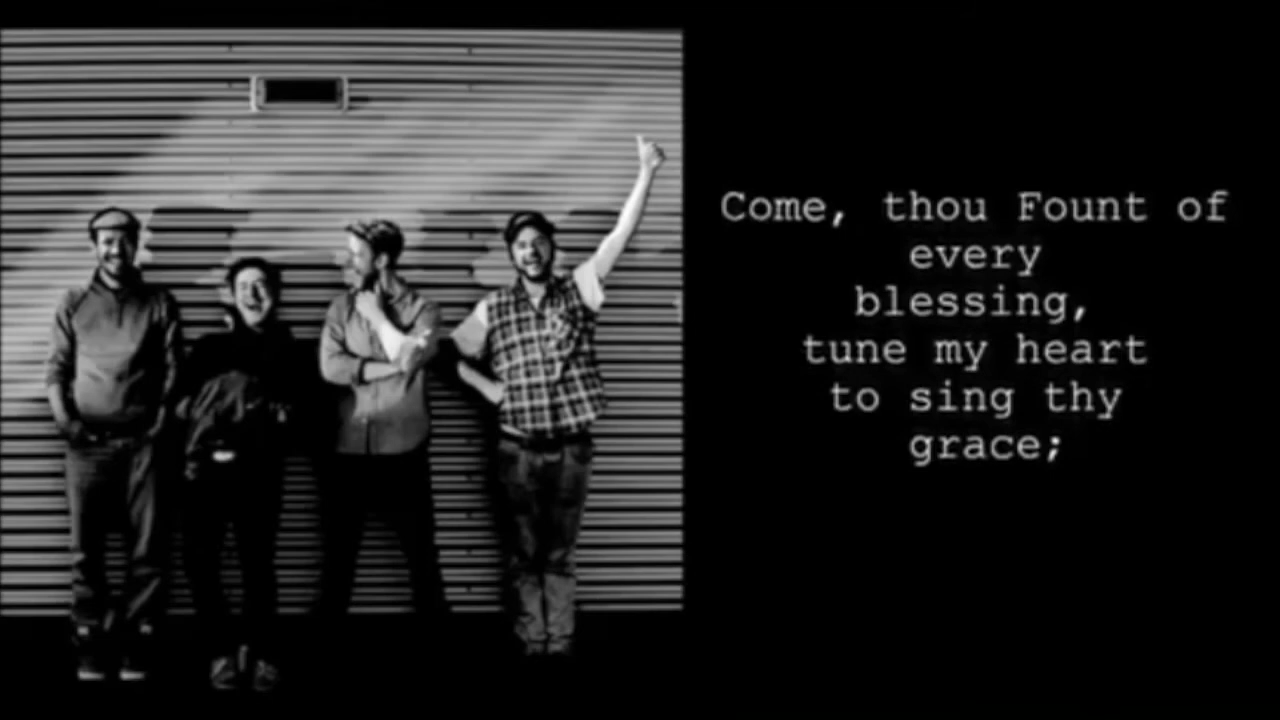 Come, thou Fount of
every
blessing,
tune my heart
to sing thy
grace;